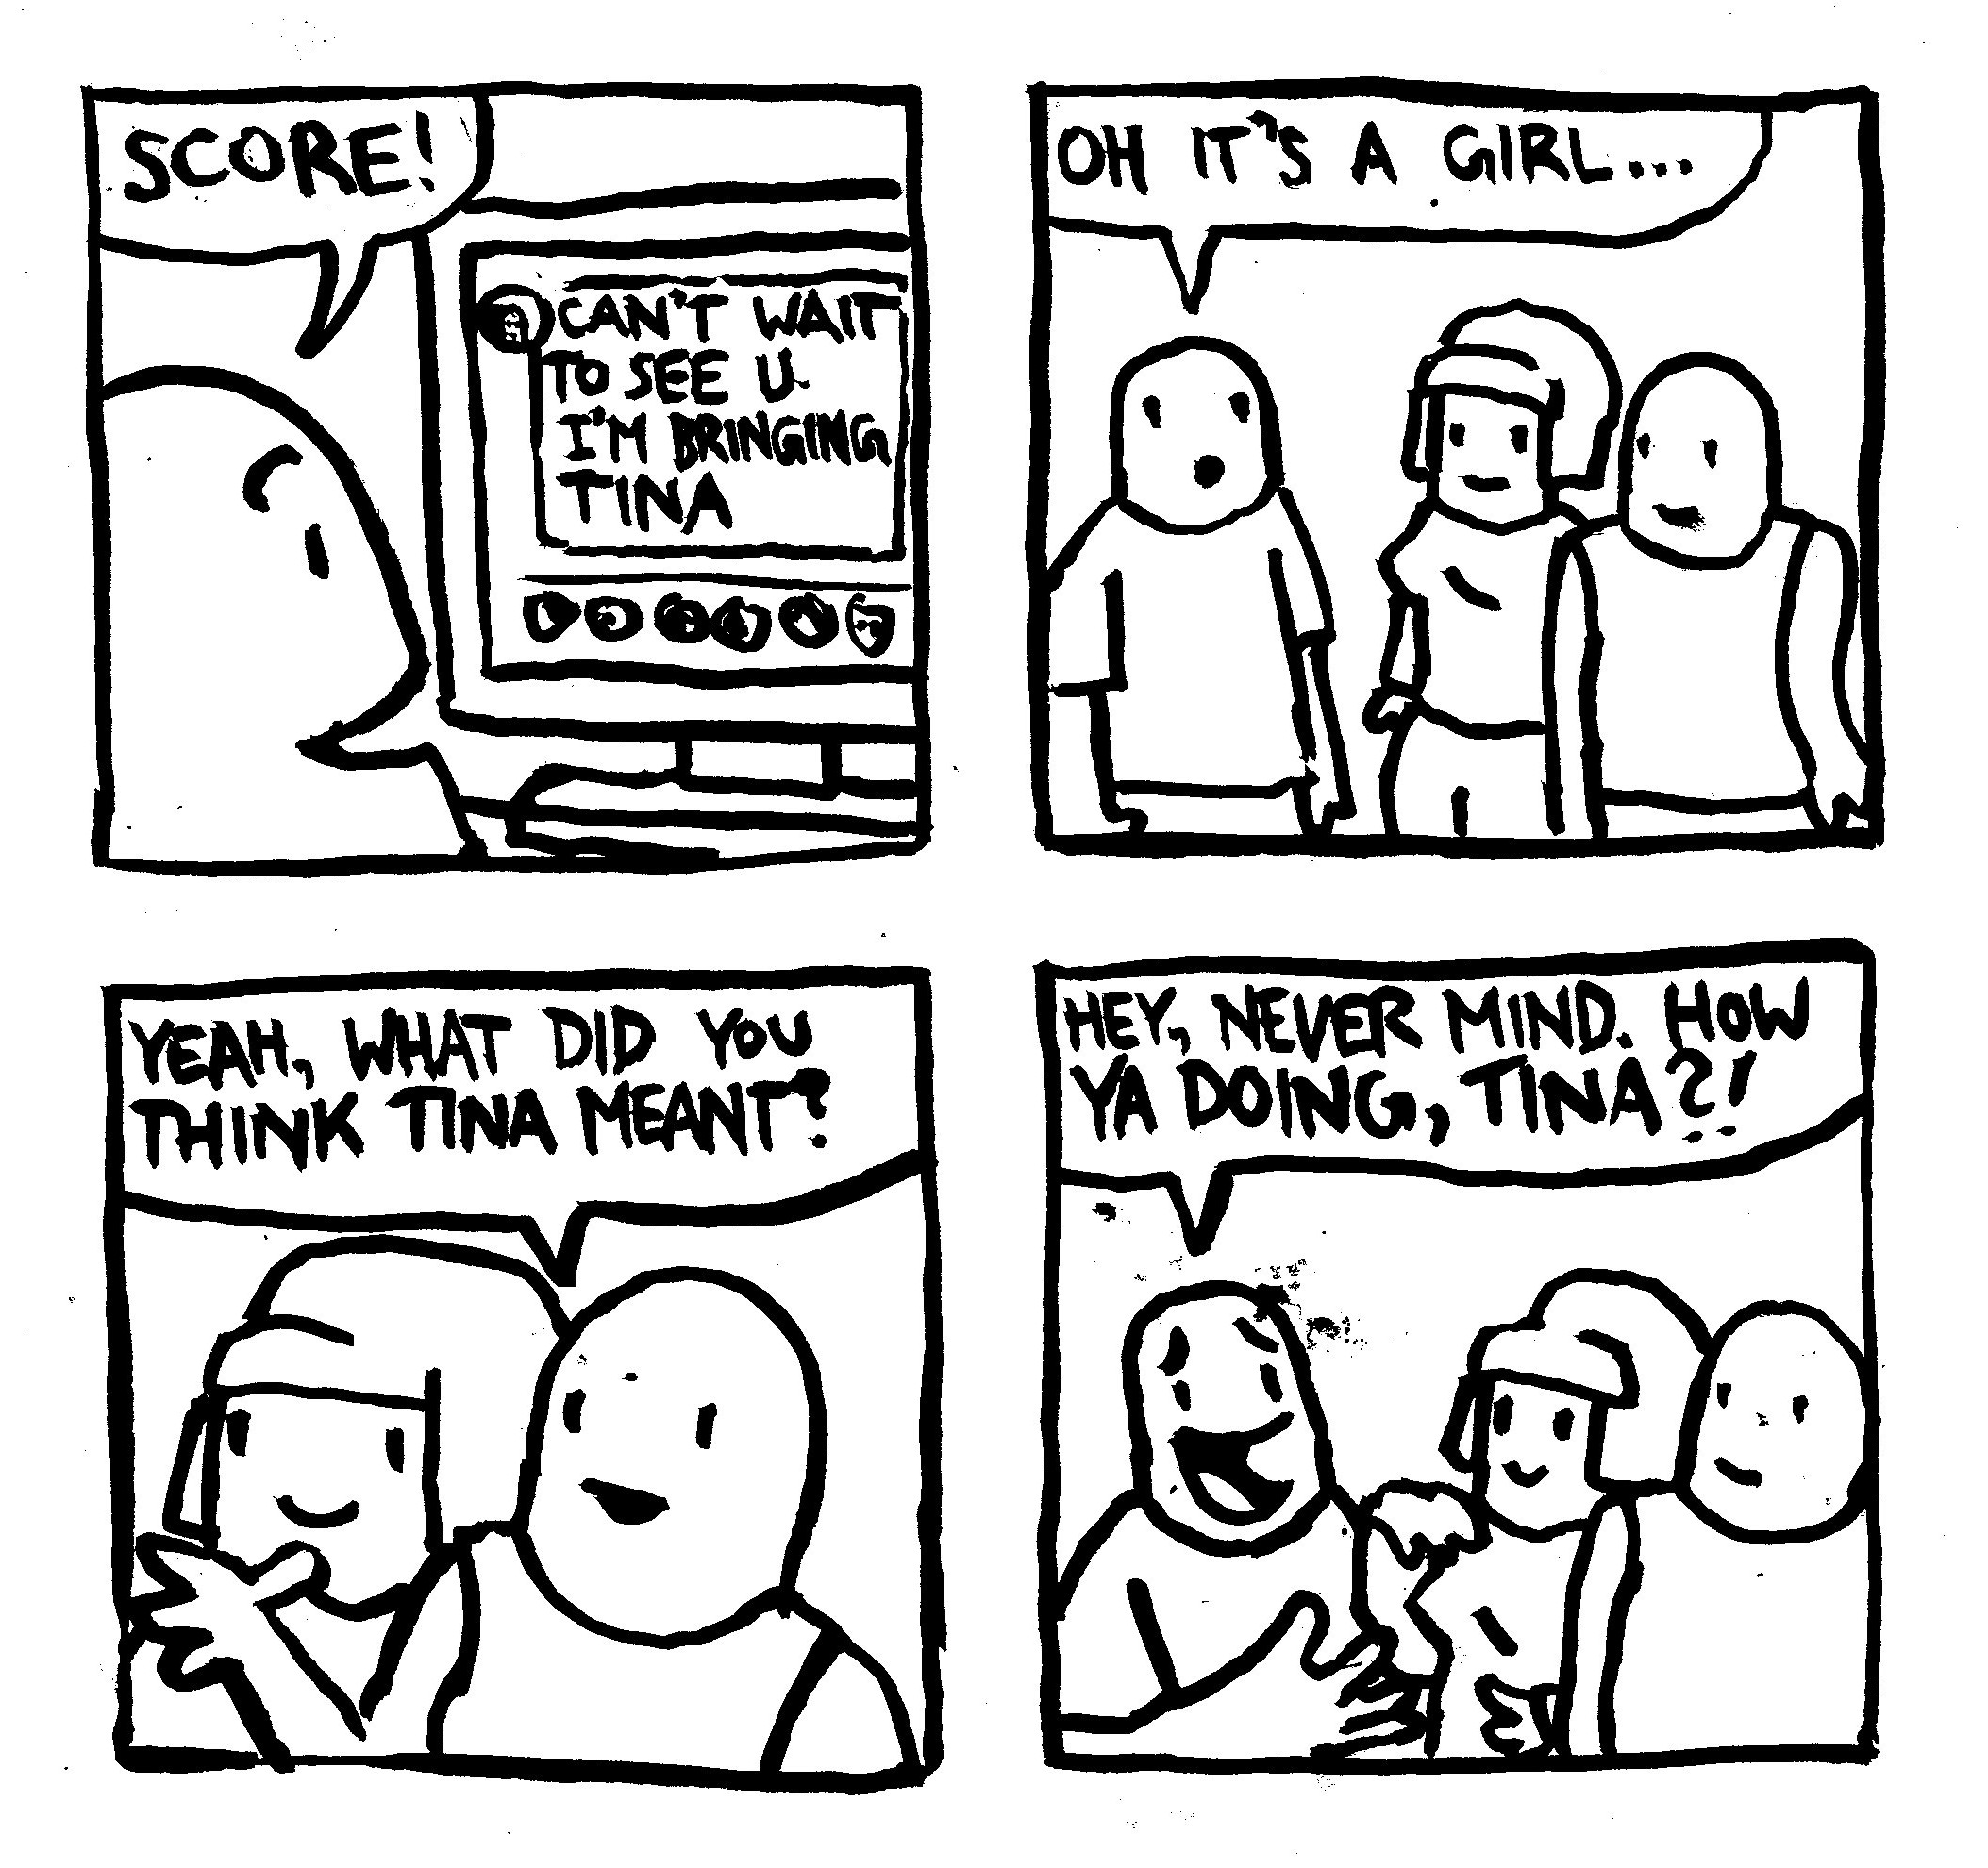 SCORE!
CAN'T WAIT
TO SEE U.
I'M BRINGING
TINA
OH IT'S A GIRL...
YEAH, WHAT DID YOU
THINK TINA MEANT?
HEY, NEVER MIND. HOW
YA DOING, TINA?!